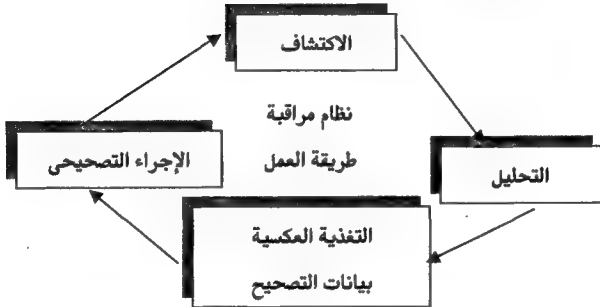 الاكتشاف
نظام مراقبة
طريقة العمل
التحليل
التغذية العكسية
بيانات التصحيح
الإجراء التصحيحى